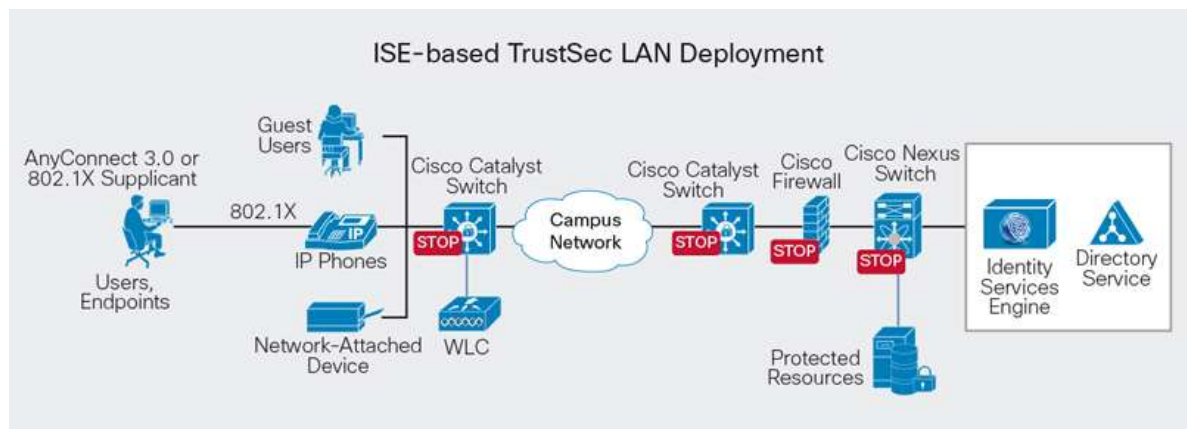 ISE-based TrustSec LAN Deployment
Guest
Users
AnyConnect 3.0 or
802.1X Supplicant
802.1X
Users,
Endpoints
IP
IP Phones
Network-Attached
Device
Cisco Catalyst
Switch
STOP
WLC
Campus
Network
Cisco Catalyst
Switch
STOP
Cisco
Firewall
STOP
Cisco Nexus
Switch
STOP
Protected
Resources
Identity
Services
Engine
Directory
Service